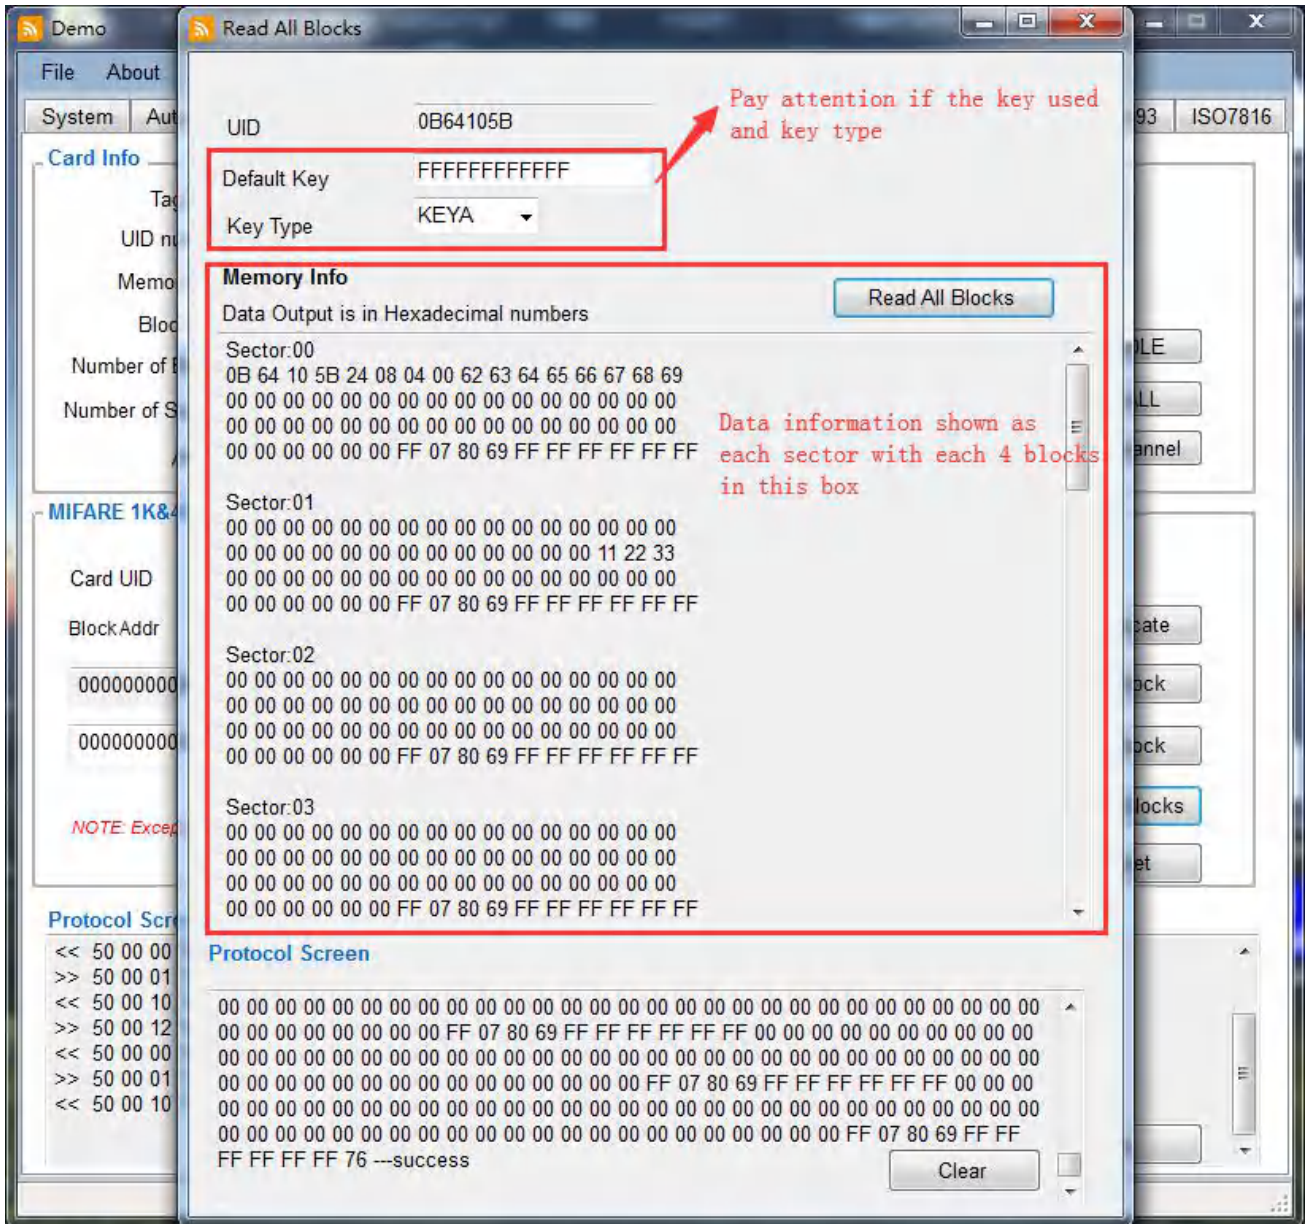 Demo
Read All Blocks
File About
System Aut 93 ISO7816
UID 0B64105B
Pay attention if the key used
and key type
Card Info
Default Key FFFFFFFFFFFF
Key Type KEYA
Tag
UID nu
Memo
Bloc
Number of
Number of S
Memory Info
Data Output is in Hexadecimal numbers
Read All Blocks
Sector:00
0B 64 10 5B 24 08 04 00 62 63 64 65 66 67 68 69
00 00 00 00 00 00 00 00 00 00 00 00 00 00 00 00
00 00 00 00 00 00 00 00 00 00 00 00 00 00 00 00
00 00 00 00 00 00 FF 07 80 69 FF FF FF FF FF FF
Data information shown as
each sector with each 4 blocks
in this box
LE
LL
annel
Sector:01
00 00 00 00 00 00 00 00 00 00 00 00 00 00 00 00
00 00 00 00 00 00 00 00 00 00 00 00 00 11 22 33
00 00 00 00 00 00 00 00 00 00 00 00 00 00 00 00
00 00 00 00 00 00 FF 07 80 69 FF FF FF FF FF FF
MIFARE 1K&4
Card UID
BlockAddr
000000000
000000000
NOTE: Excep
Sector:02
00 00 00 00 00 00 00 00 00 00 00 00 00 00 00 00
00 00 00 00 00 00 00 00 00 00 00 00 00 00 00 00
00 00 00 00 00 00 00 00 00 00 00 00 00 00 00 00
00 00 00 00 00 00 FF 07 80 69 FF FF FF FF FF FF
cate
ock
ock
locks
et
Sector:03
00 00 00 00 00 00 00 00 00 00 00 00 00 00 00 00
00 00 00 00 00 00 00 00 00 00 00 00 00 00 00 00
00 00 00 00 00 00 00 00 00 00 00 00 00 00 00 00
00 00 00 00 00 00 FF 07 80 69 FF FF FF FF FF FF
Protocol Scre
<< 50 00 00
>> 50 00 01
<< 50 00 10
>> 50 00 12
<< 50 00 00
>> 50 00 01
<< 50 00 10
Protocol Screen
00 00 00 00 00 00 00 00 00 00 00 00 00 00 00 00 00 00 00 00 00 00 00 00 00 00 00 00 00
00 00 00 00 00 00 00 00 FF 07 80 69 FF FF FF FF FF FF 00 00 00 00 00 00 00 00 00 00
00 00 00 00 00 00 00 00 00 00 00 00 00 00 00 00 00 00 00 00 00 00 00 00 00 00 00 00 00
00 00 00 00 00 00 00 00 00 00 00 00 00 00 00 FF 07 80 69 FF FF FF FF FF FF 00 00 00
00 00 00 00 00 00 00 00 00 00 00 00 00 00 00 00 00 00 00 00 00 00 00 00 00 00 00 00 00
00 00 00 00 00 00 00 00 00 00 00 00 00 00 00 00 00 00 00 00 00 00 FF 07 80 69 FF FF
FF FF FF FF 76 ---success
Clear